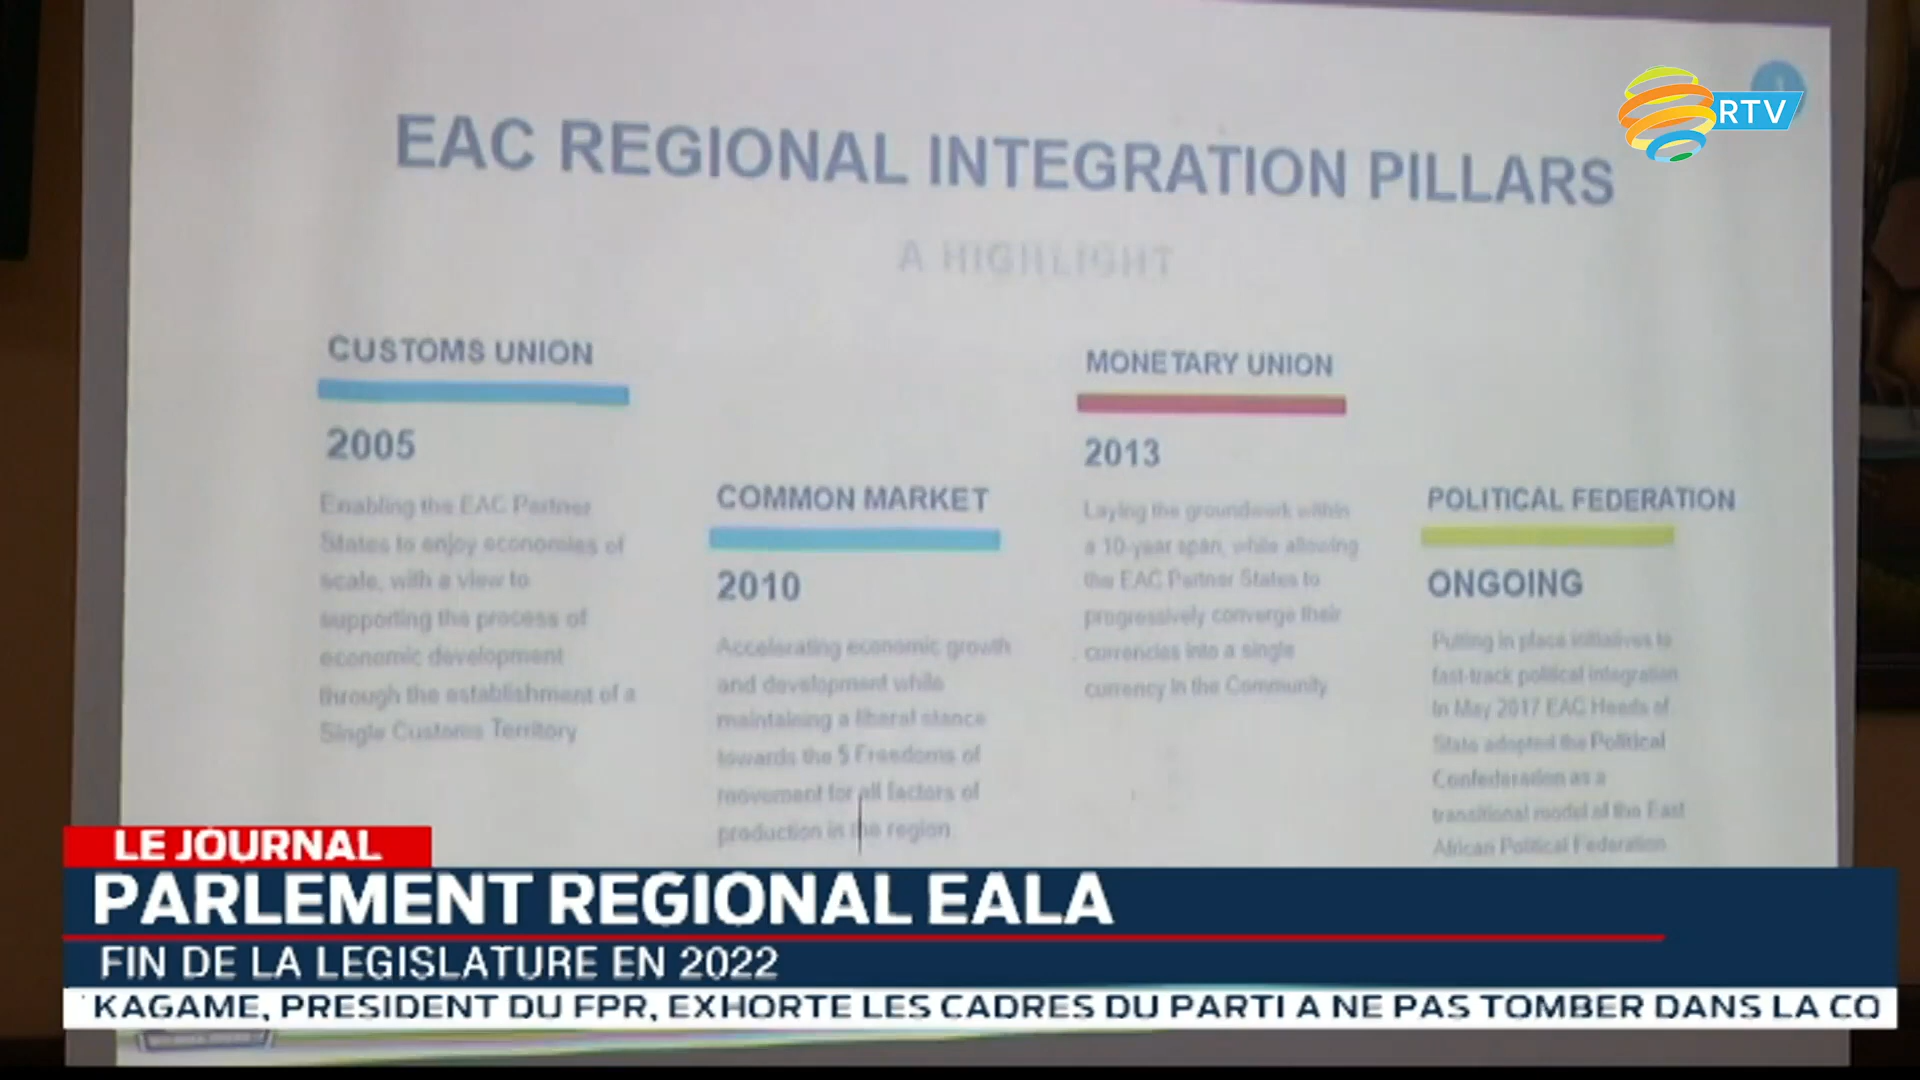 RTV
EAC REGIONAL INTEGRATION PILLARS
A HIGHLIGHT
CUSTOMS UNION
2005
Enabling the EAC Partner
States to enjoy economies of
scale, with a view to
supporting the process of
economic development
through the establishment of a
Single Customs Territory
COMMON MARKET
2010
Accelerating economic growth
and development while
maintaining a liberal stance
towards the 5 Freedoms of
movement for all factors of
production in the region
MONETARY UNION
2013
Laying the groundwork within
a 10-year span, while allowing
the EAC Partner States to
progressively converge their
currencies into a single
currency in the Community
POLITICAL FEDERATION
ONGOING
Putting in place initiatives to
fast-track political integration
In May 2017 EAC Heads of
State adopted the Political
Confederation as a
transitional model of the East
African Political Federation
LE JOURNAL
PARLEMENT REGIONAL EALA
FIN DE LA LEGISLATURE EN 2022
KAGAME, PRESIDENT DU FPR, EXHORTE LES CADRES DU PARTI A NE PAS TOMBER DANS LA CO